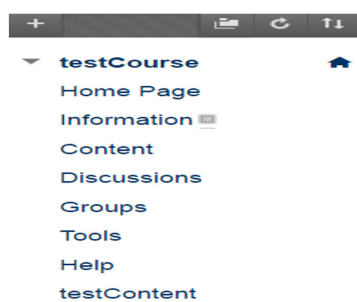 testCourse
Home Page
Information
Content
Discussions
Groups
Tools
Help
testContent